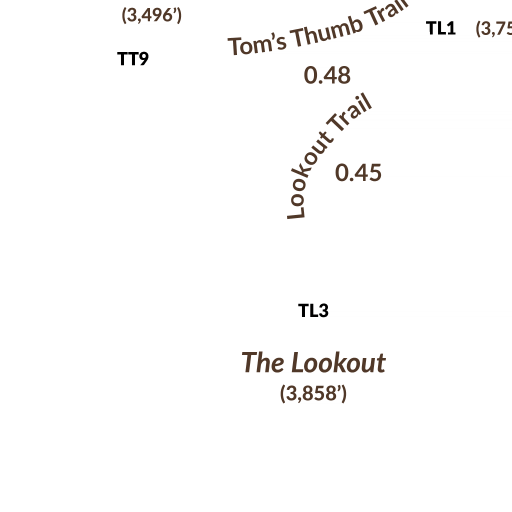 (3,496’)
TT9
Tom’s Thumb Trail
0.48
TL1
Lookout Trail
0.45
TL3
The Lookout
(3,858’)